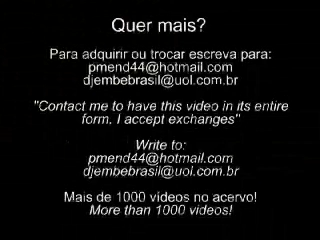 Quer mais?
Para adquirir ou trocar escreva para:
pmend44@hotmail.com
djembebrasil@uol.com.br
"Contact me to have this video in its entire
form. I accept exchanges"
Write to:
pmend44@hotmail.com
djembebrasil@uol.com.br
Mais de 1000 videos no acervo!
More than 1000 videos!